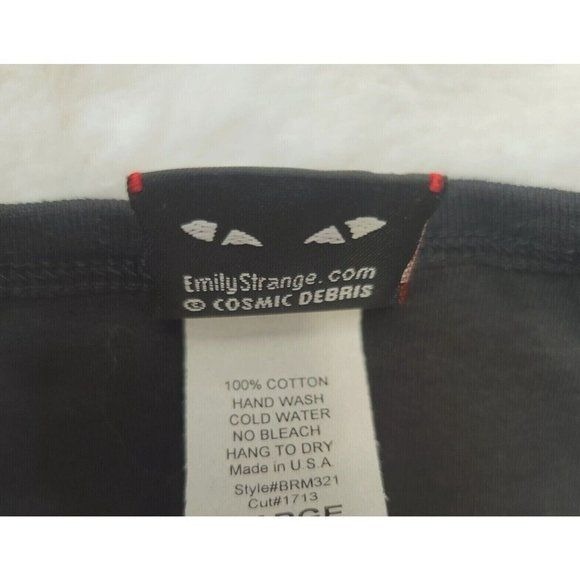 EmilyStrange.com
© COSMIC DEBRIS
100% COTTON
HAND WASH
COLD WATER
NO BLEACH
HANG TO DRY
Made in U.S.A.
Style#BRM321
Cut#1713
LARGE